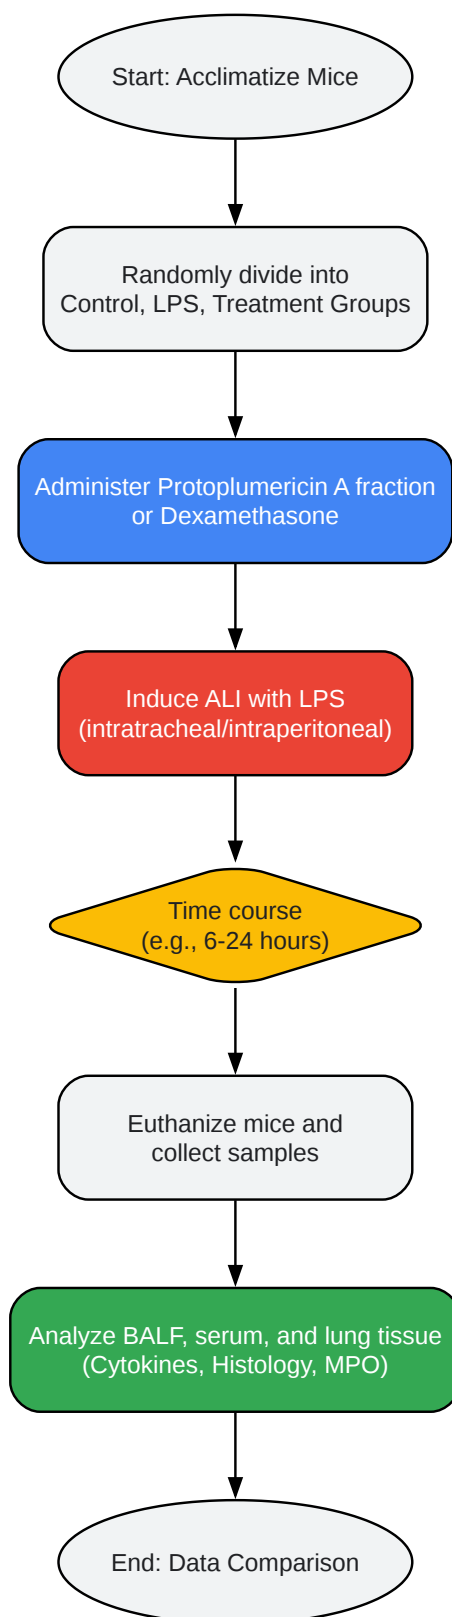 Start: Acclimatize Mice
Randomly divide into
Control, LPS, Treatment Groups
Administer Protoplumericin A fraction
or Dexamethasone
Induce ALI with LPS
(intratracheal/intraperitoneal)
Time course
(e.g., 6-24 hours)
Euthanize mice and
collect samples
Analyze BALF, serum, and lung tissue
(Cytokines, Histology, MPO)
End: Data Comparison